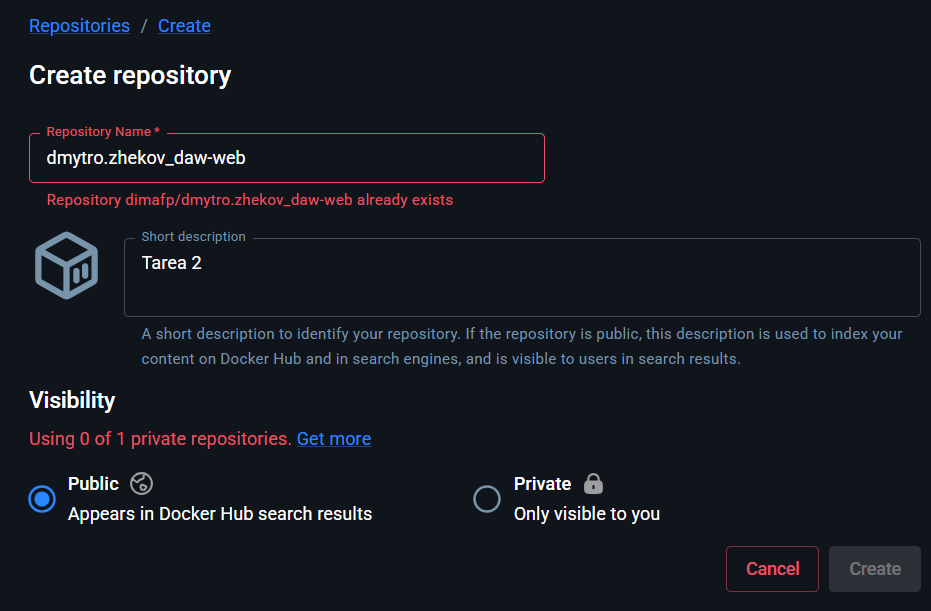 Repositories / Create
Create repository
Repository Name *
dmytro.zhekov_daw-web
Repository dimafp/dmytro.zhekov_daw-web already exists
Short description
Tarea 2
A short description to identify your repository. If the repository is public, this description is used to index your
content on Docker Hub and in search engines, and is visible to users in search results.
Visibility
Using 0 of 1 private repositories. Get more
Public
Appears in Docker Hub search results
Private
Only visible to you
Cancel
Create